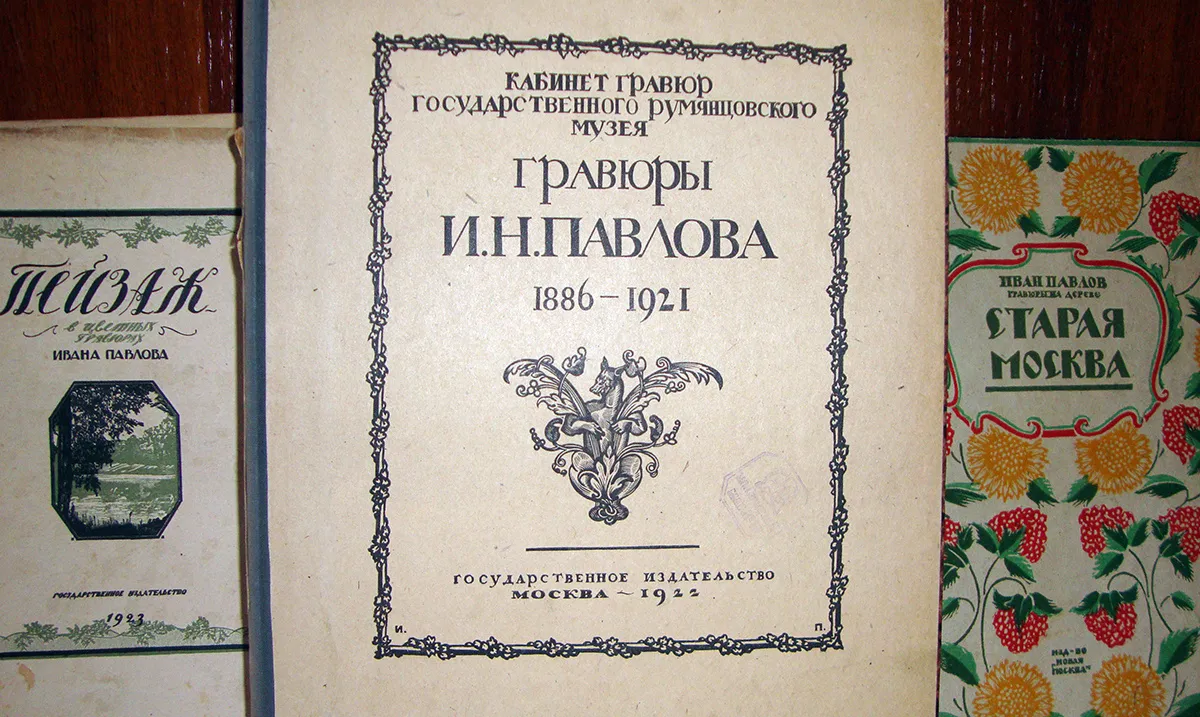 ПЕЙЗАЖ
в цветных
гравюрах
ИВАНА ПАВЛОВА
ГОСУДАРСТВЕННОЕ ИЗДАТЕЛЬСТВО
1923
КАБИНЕТ ГРАВЮР
ГОСУДАРСТВЕННОГО РУМЯНЦОВСКОГО
МУЗЕЯ
ГРАВЮРЫ
И.Н.ПАВЛОВА
1886–1921
ГОСУДАРСТВЕННОЕ ИЗДАТЕЛЬСТВО
МОСКВА – 1922
И. П.
ИВАН ПАВЛОВ
ГРАВЮРЫ НА ДЕРЕВЕ
СТАРАЯ
МОСКВА
ИЗД-ВО
"НОВАЯ
МОСКВА"